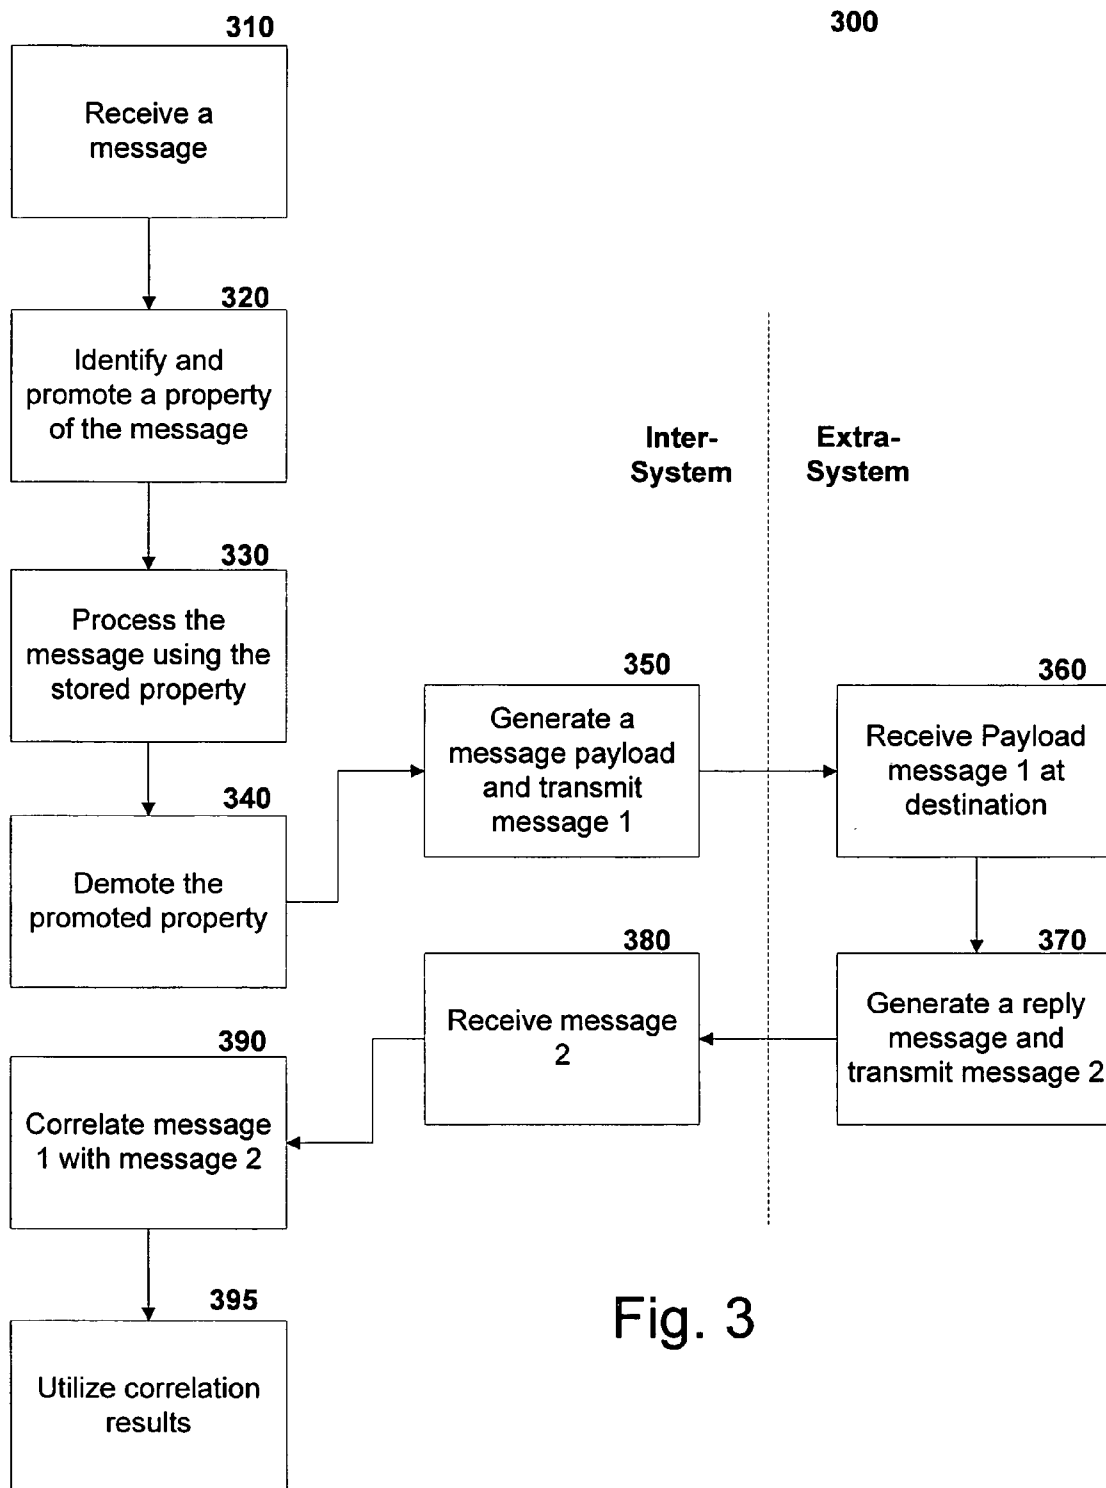 300
310
Receive a
message
320
Identify and
promote a property
of the message
Inter-
System
Extra-
System
330
Process the
message using the
stored property
340
Demote the
promoted property
350
Generate a
message payload
and transmit
message 1
360
Receive Payload
message 1 at
destination
370
Generate a reply
message and
transmit message 2
380
Receive message
2
390
Correlate message
1 with message 2
395
Utilize correlation
results
Fig. 3